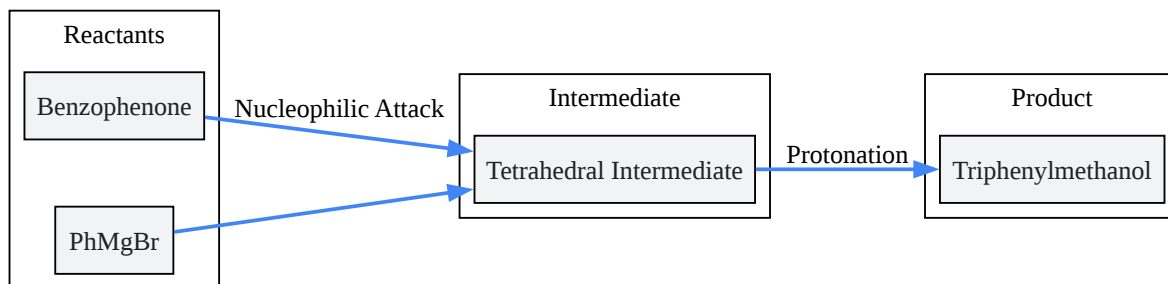 Reactants
Benzophenone
PhMgBr
Nucleophilic Attack
Intermediate
Tetrahedral Intermediate
Protonation
Product
Triphenylmethanol